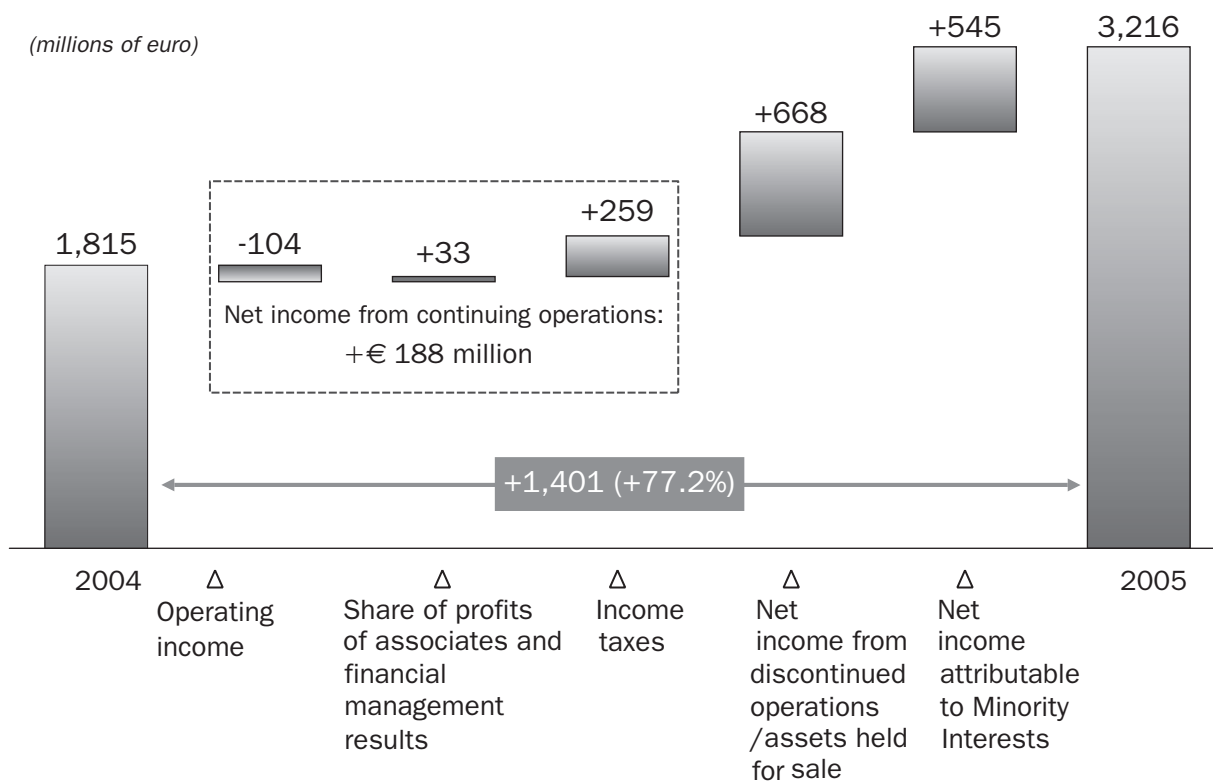 (millions of euro)
+545
3,216
+668
+259
1,815
-104
+33
Net income from continuing operations:
+€ 188 million
+1,401 (+77.2%)
2004
Δ
Operating
income
Δ
Share of profits
of associates and
financial
management
results
Δ
Income
taxes
Δ
Net
income from
discontinued
operations
/assets held
for sale
Δ
Net
income
attributable
to Minority
Interests
2005